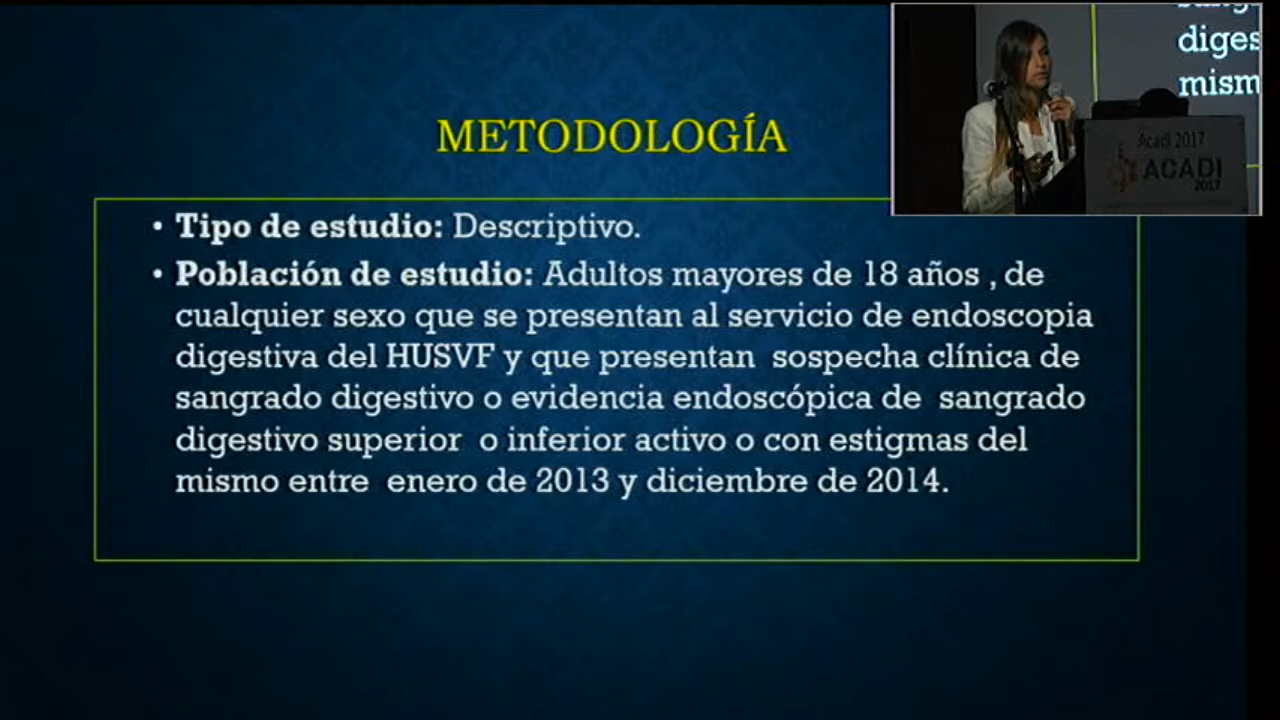 METODOLOGÍA
• Tipo de estudio: Descriptivo.
• Población de estudio: Adultos mayores de 18 años , de
cualquier sexo que se presentan al servicio de endoscopia
digestiva del HUSVF y que presentan sospecha clínica de
sangrado digestivo o evidencia endoscópica de sangrado
digestivo superior o inferior activo o con estigmas del
mismo entre enero de 2013 y diciembre de 2014.
diges
mism
Acadi 2017
ACADI
2017